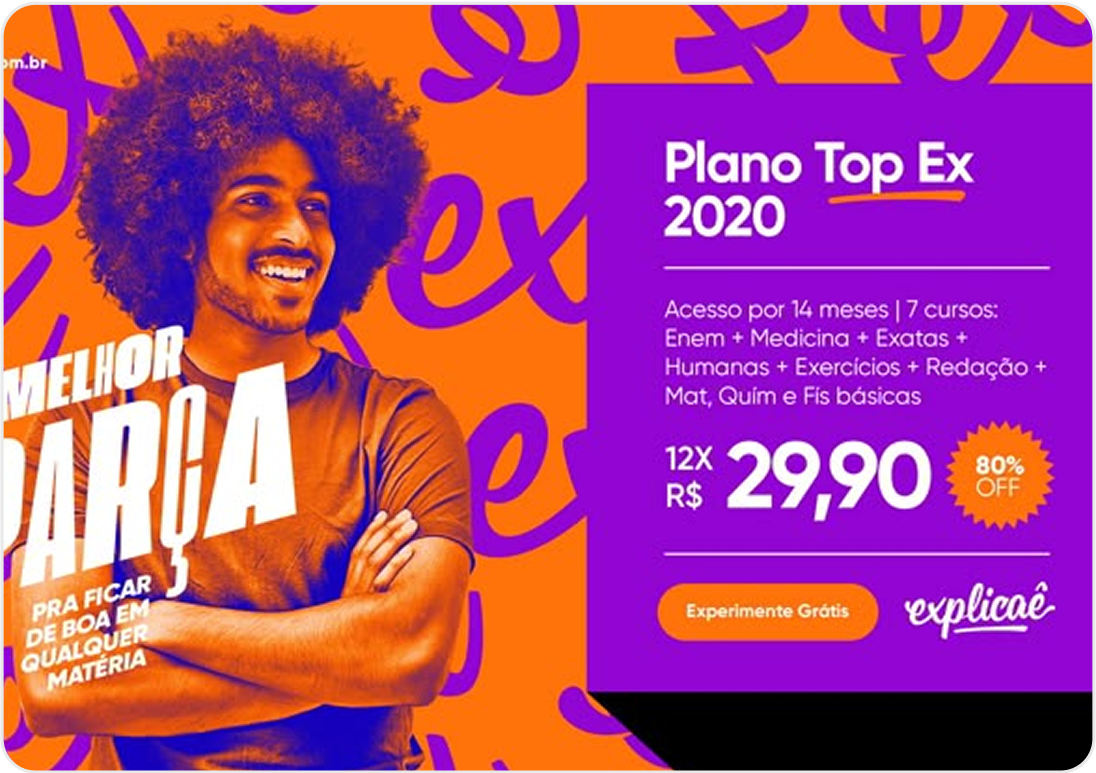 om.br
MELHOR
PARÇA
PRA FICAR
DE BOA EM
QUALQUER
MATÉRIA
Plano Top Ex
2020
Acesso por 14 meses | 7 cursos:
Enem + Medicina + Exatas +
Humanas + Exercícios + Redação +
Mat, Quím e Fís básicas
12X
R$ 29,90
80%
OFF
Experimente Grátis
explicaê